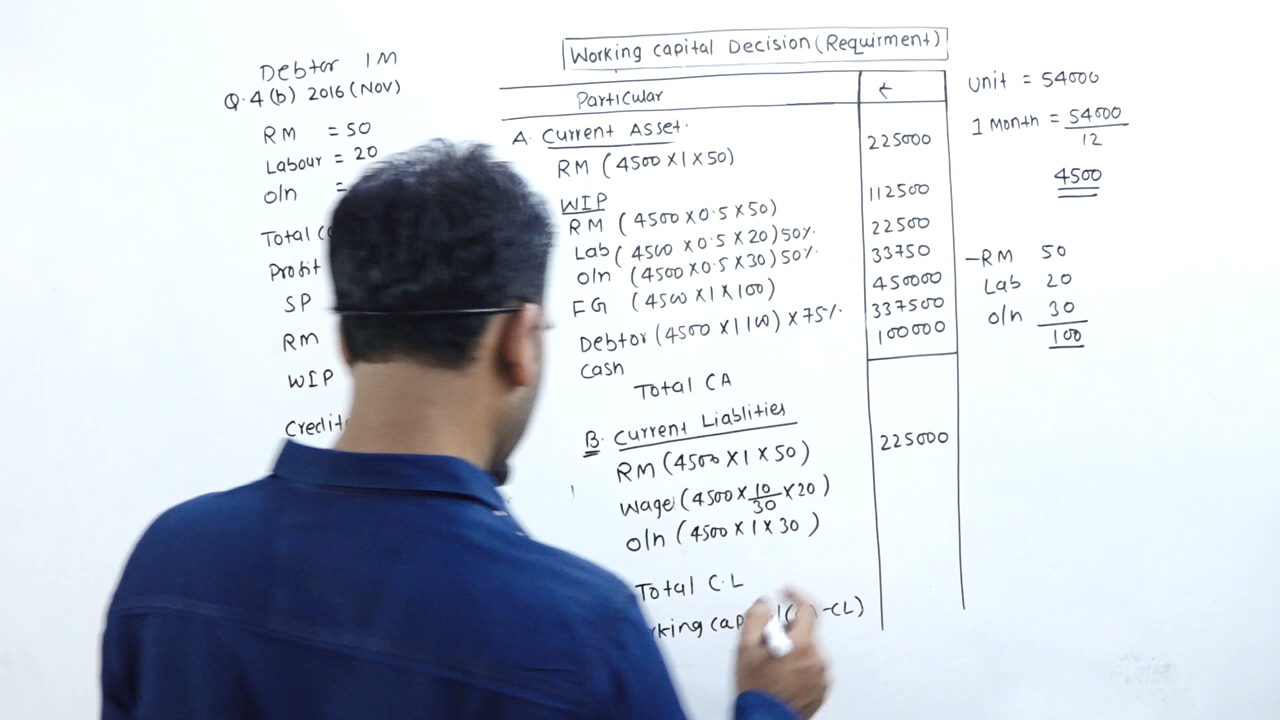 Debtor 1M
Q.4(b) 2016(Nov)
RM = 50
Labour = 20
O/h =
Total
Profit
SP
RM
WIP
Working capital Decision(Requirment)
Particular ₹
A. Current Asset.
RM (4500 X 1 X 50) 225000
WIP
RM (4500 X 0.5 X 50) 112500
Lab (4500 X 0.5 X 20) 50% 22500
O/h (4500 X 0.5 X 30) 50% 33750
FG (4500 X 1 X 100) 450000
Debtor (4500 X 1 100) X 75% 337500
Cash 100000
Total CA
B. Current Liablities
RM (4500 X 1 X 50) 225000
Wage (4500 X 10/30 X 20)
O/h (4500 X 1 X 30)
Total C.L
-CL)
Unit = 54000
1 Month = 54000
12
4500
-RM 50
Lab 20
O/h 30
100